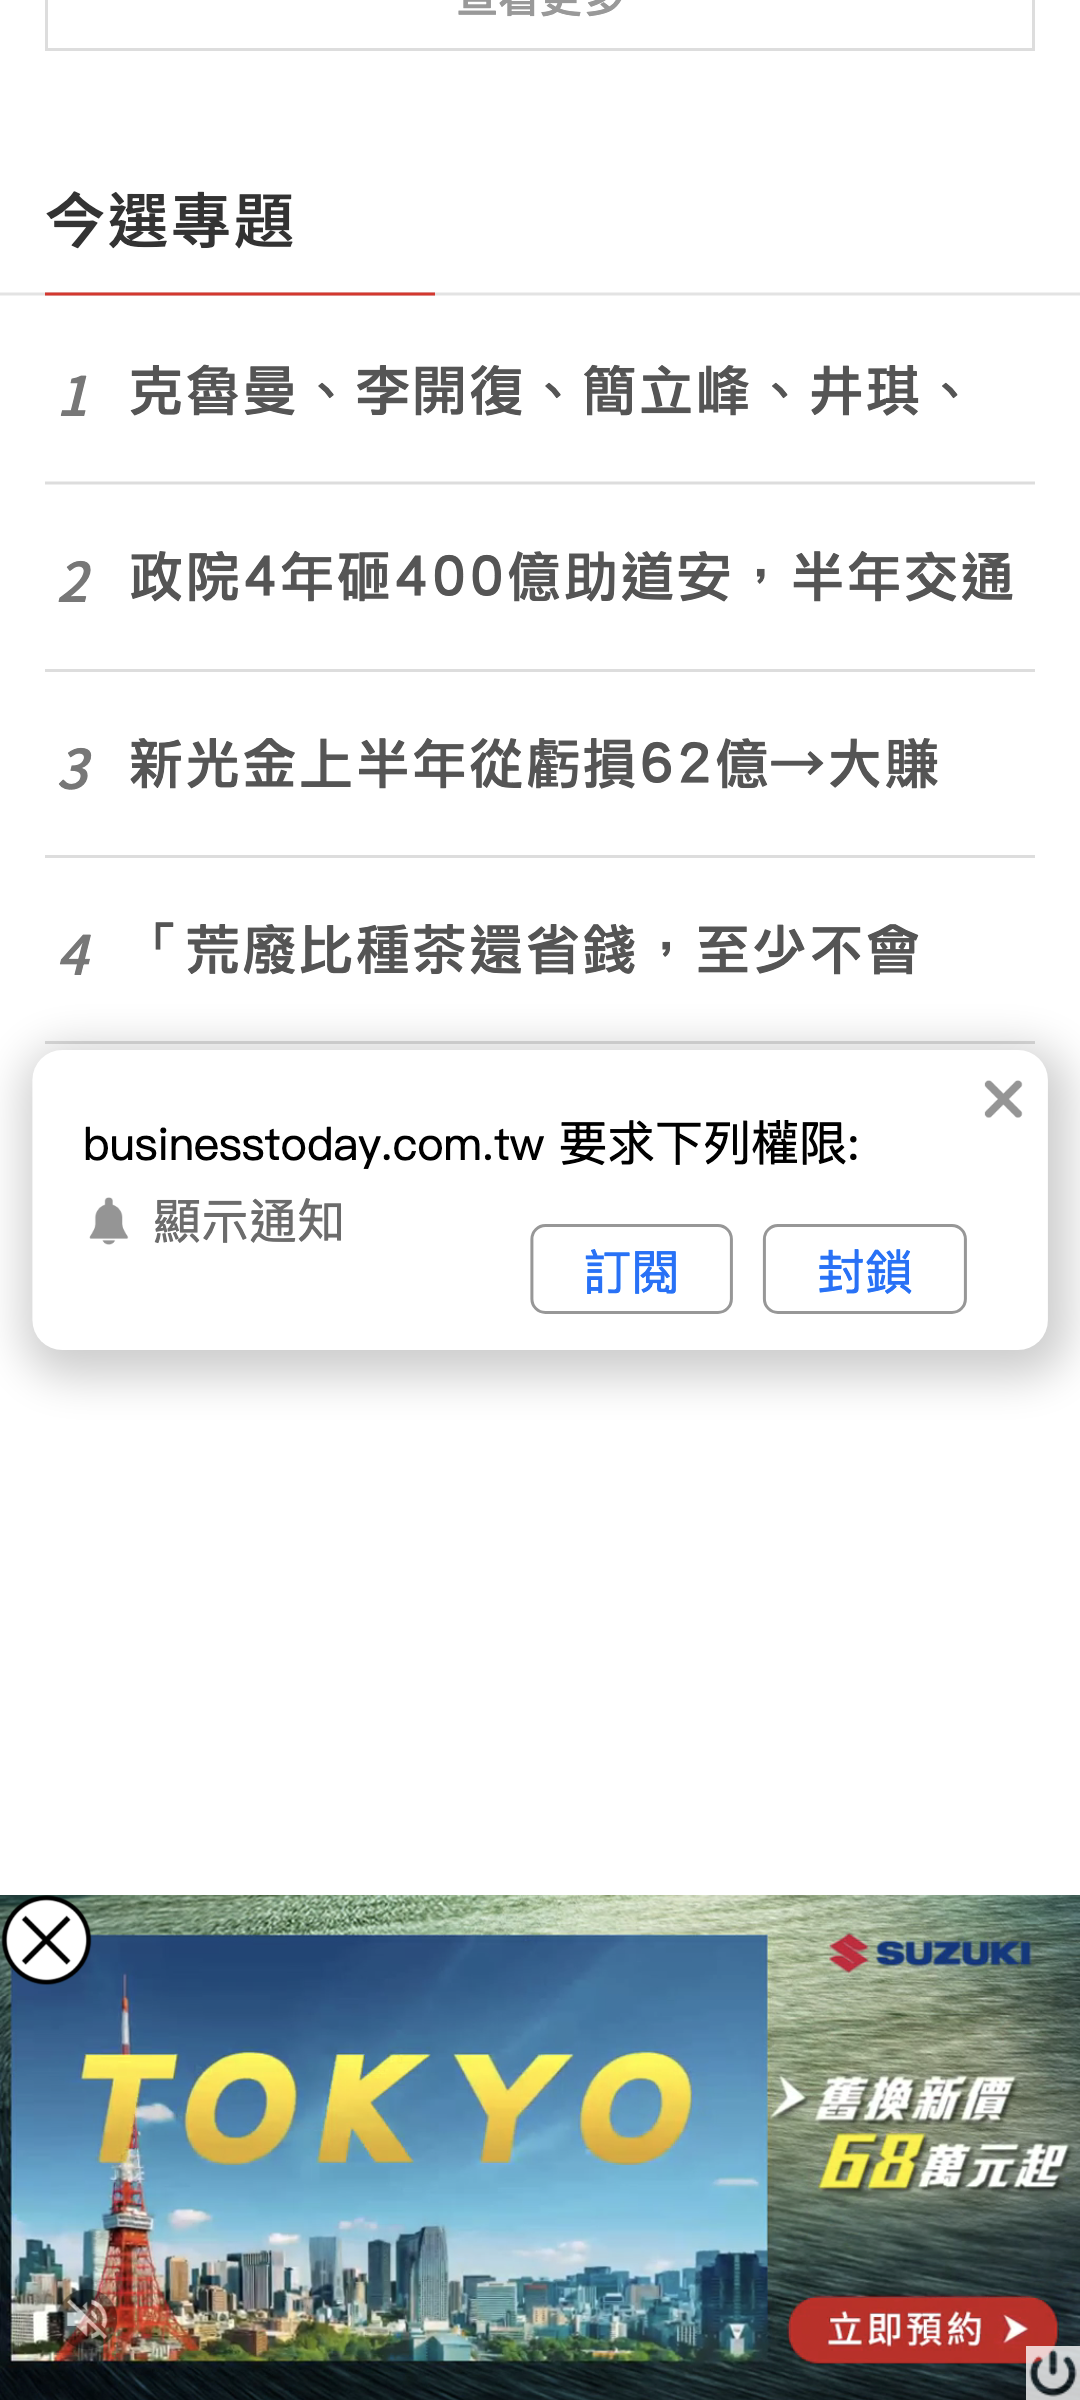 查看更多
今選專題
1 克魯曼、李開復、簡立峰、井琪、
2 政院4年砸400億助道安，半年交通
3 新光金上半年從虧損62億→大賺
4 「荒廢比種茶還省錢，至少不會
businesstoday.com.tw 要求下列權限:
顯示通知
訂閱 封鎖
SUZUKI
TOKYO
舊換新價
68萬元起
立即預約